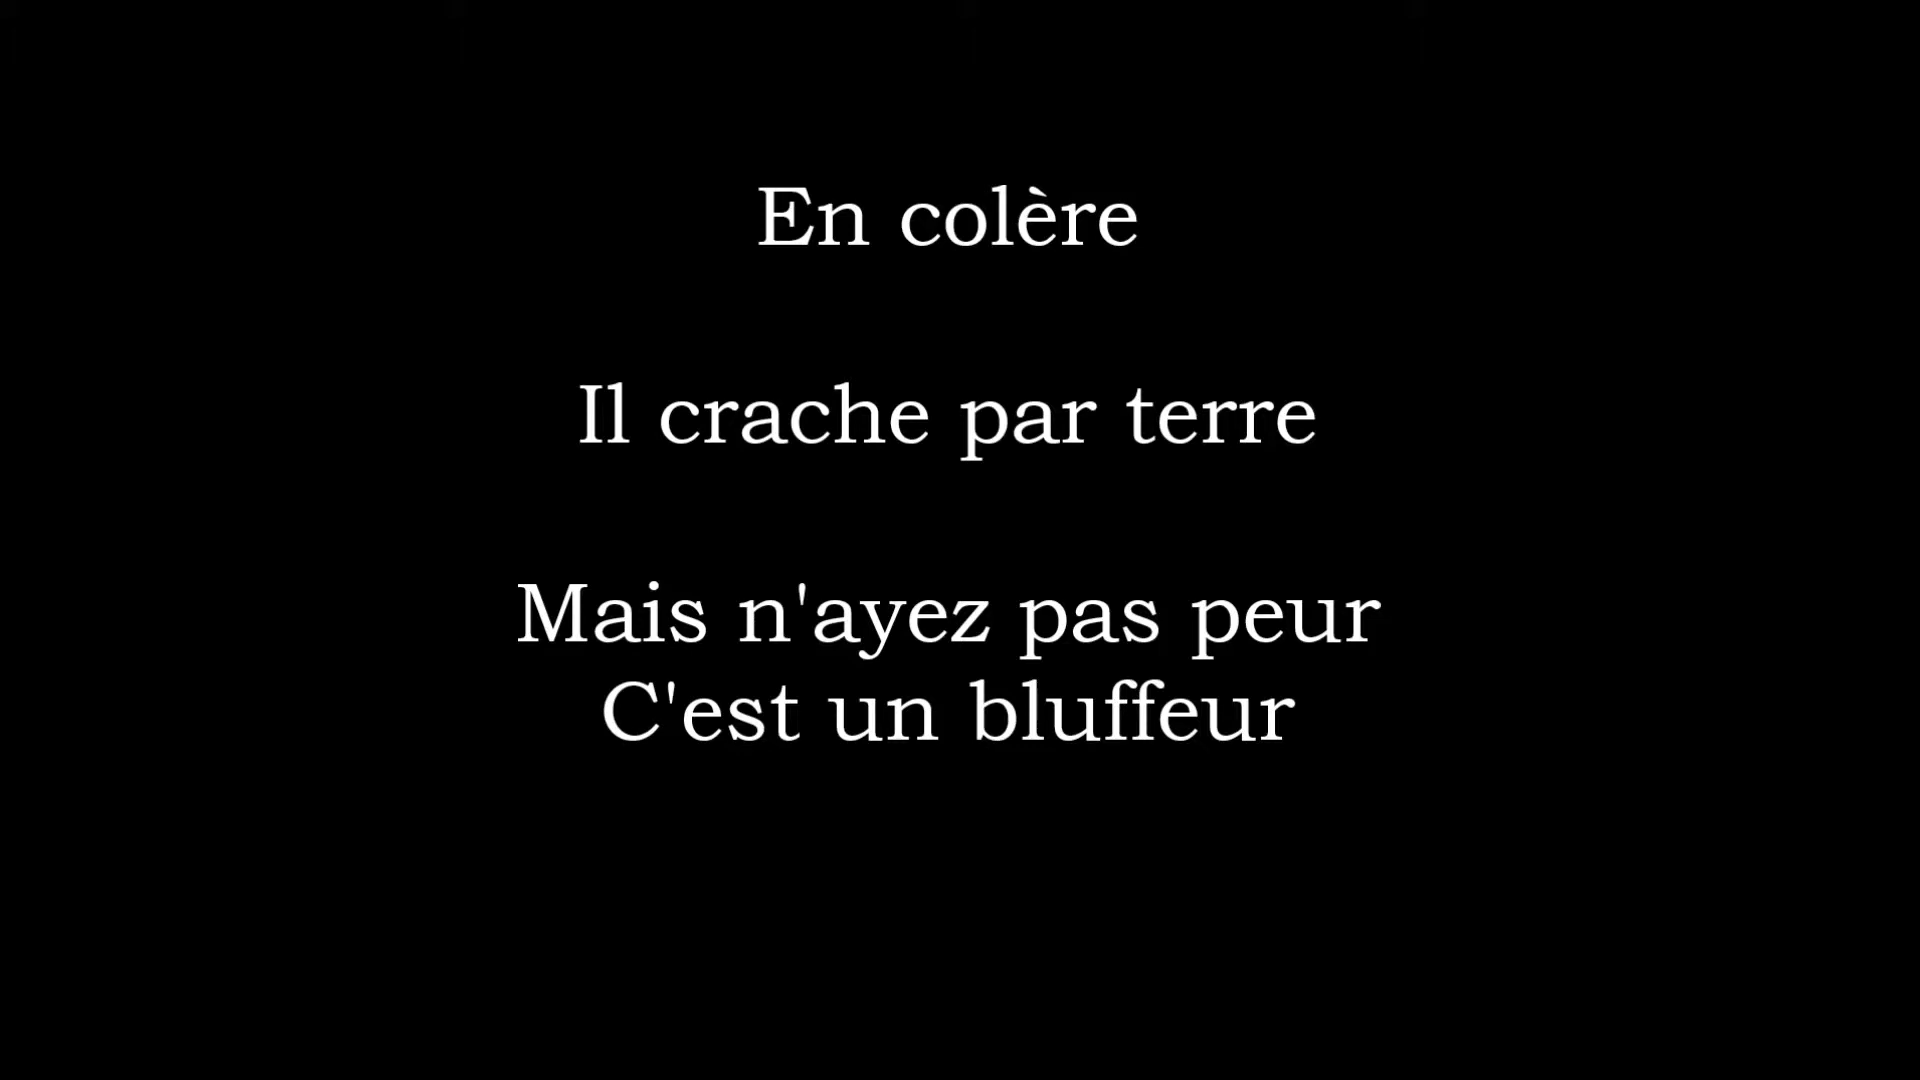 En colère
Il crache par terre
Mais n'ayez pas peur
C'est un bluffeur